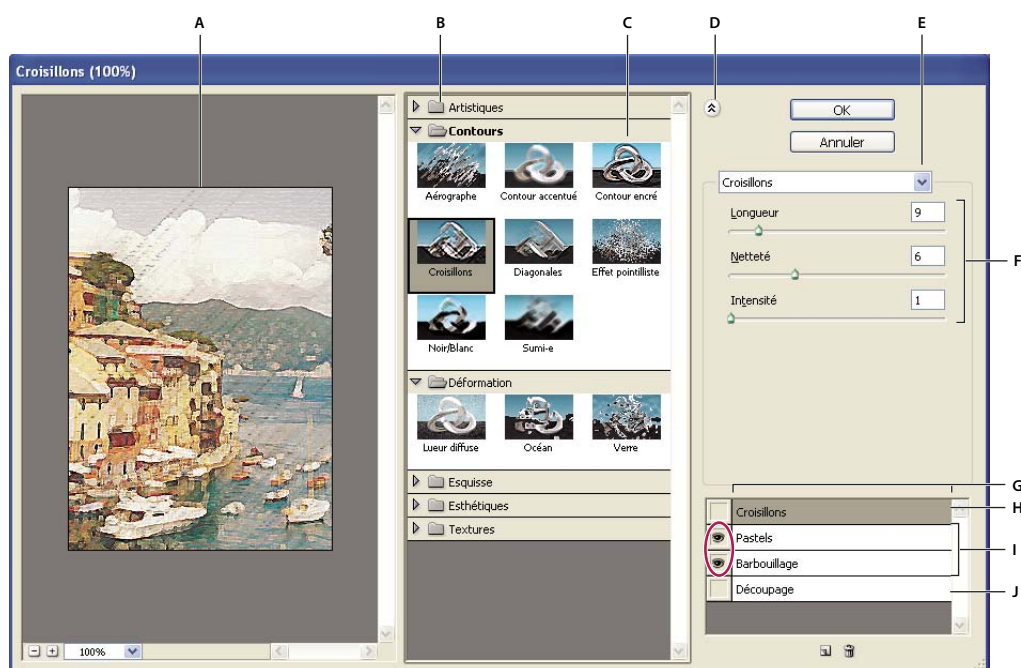 A
B
C
D
E
Croisillons (100%)
Artistiques
Contours
Aérographe
Contour accentué
Contour encré
Croisillons
Diagonales
Effet pointilliste
Noir/Blanc
Sumi-e
Déformation
Lueur diffuse
Océan
Verre
Esquisse
Esthétiques
Textures
100%
OK
Annuler
Croisillons
Longueur
9
Netteté
6
Intensité
1
F
G
Croisillons
H
Pastels
I
Barbouillage
Découpage
J